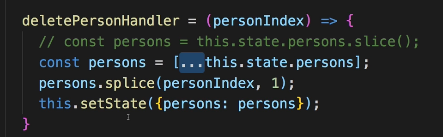 deletePersonHandler = (personIndex) => {
// const persons = this.state.persons.slice();
const persons = [...this.state.persons];
persons.splice(personIndex, 1);
this.setState({persons: persons});
}